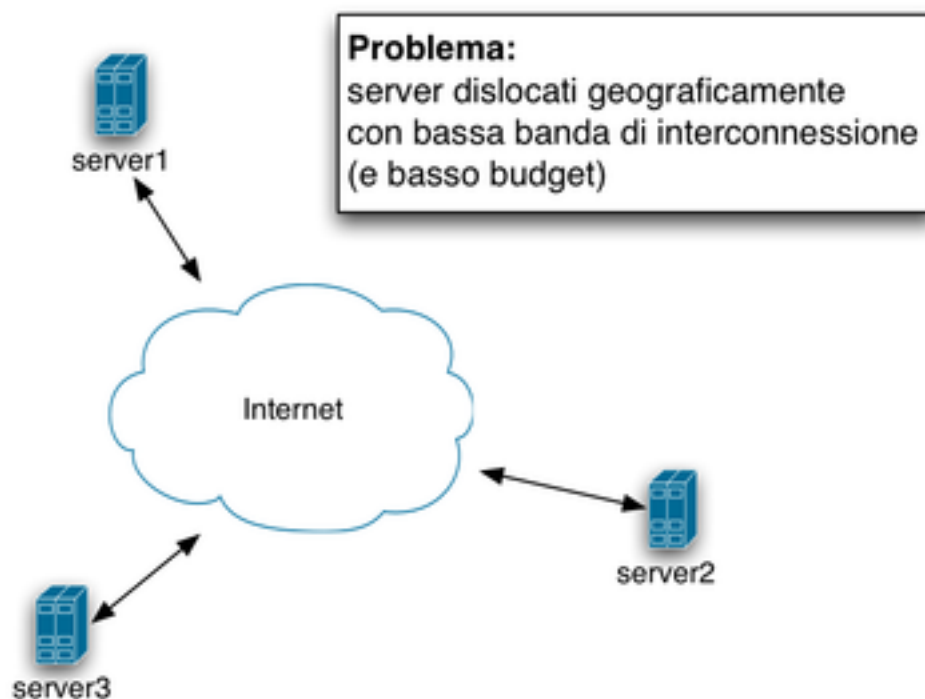 Problema:
server dislocati geograficamente
con bassa banda di interconnessione
(e basso budget)
server1
Internet
server2
server3